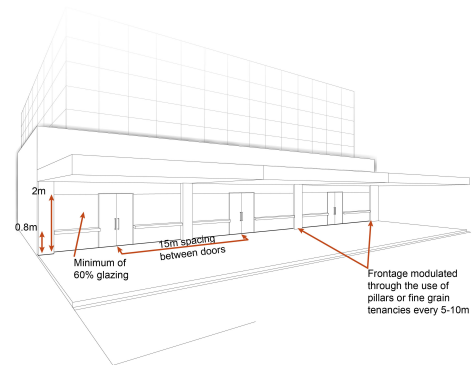 2m
0.8m
Minimum of
60% glazing
15m spacing
between doors
Frontage modulated
through the use of
pillars or fine grain
tenancies every 5-10m